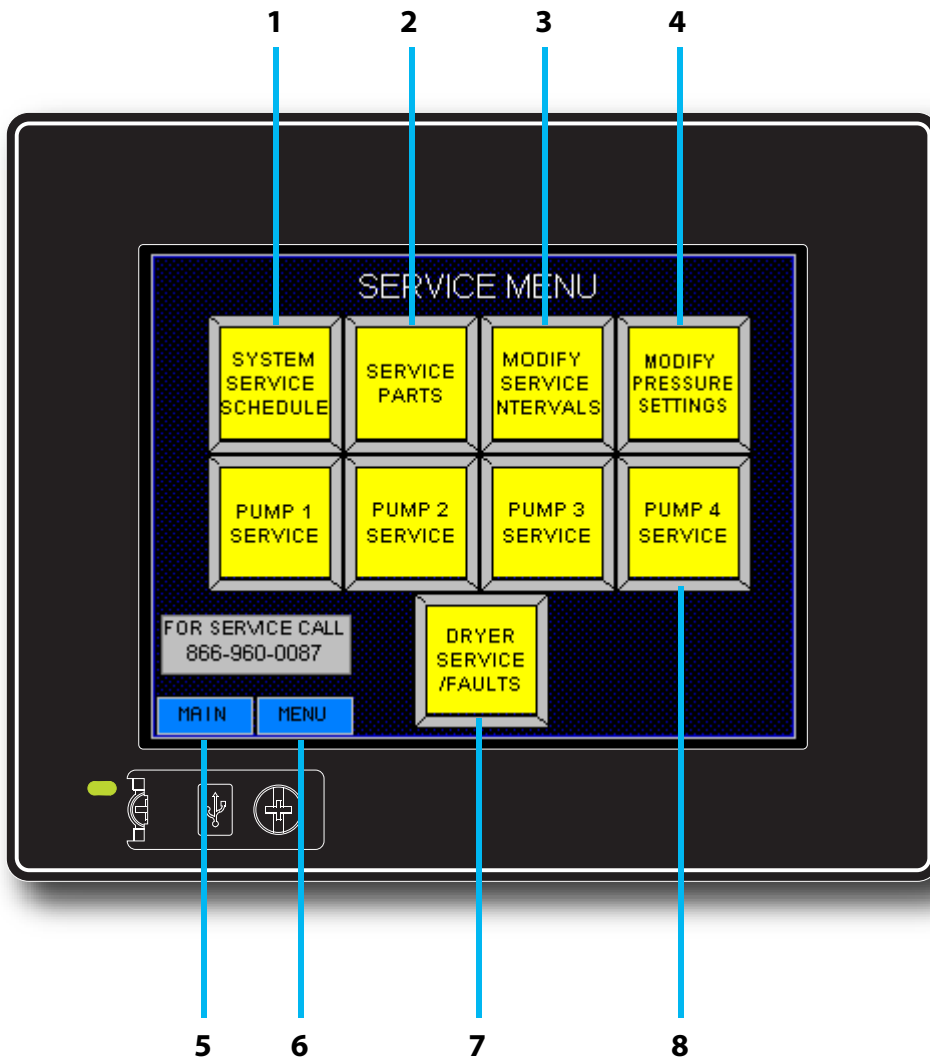 1 2 3 4
SERVICE MENU
SYSTEM
SERVICE
SCHEDULE
SERVICE
PARTS
MODIFY
SERVICE
NTERVALS
MODIFY
PRESSURE
SETTINGS
PUMP 1
SERVICE
PUMP 2
SERVICE
PUMP 3
SERVICE
PUMP 4
SERVICE
FOR SERVICE CALL
866-960-0087
DRYER
SERVICE
/FAULTS
MAIN MENU
5 6 7 8